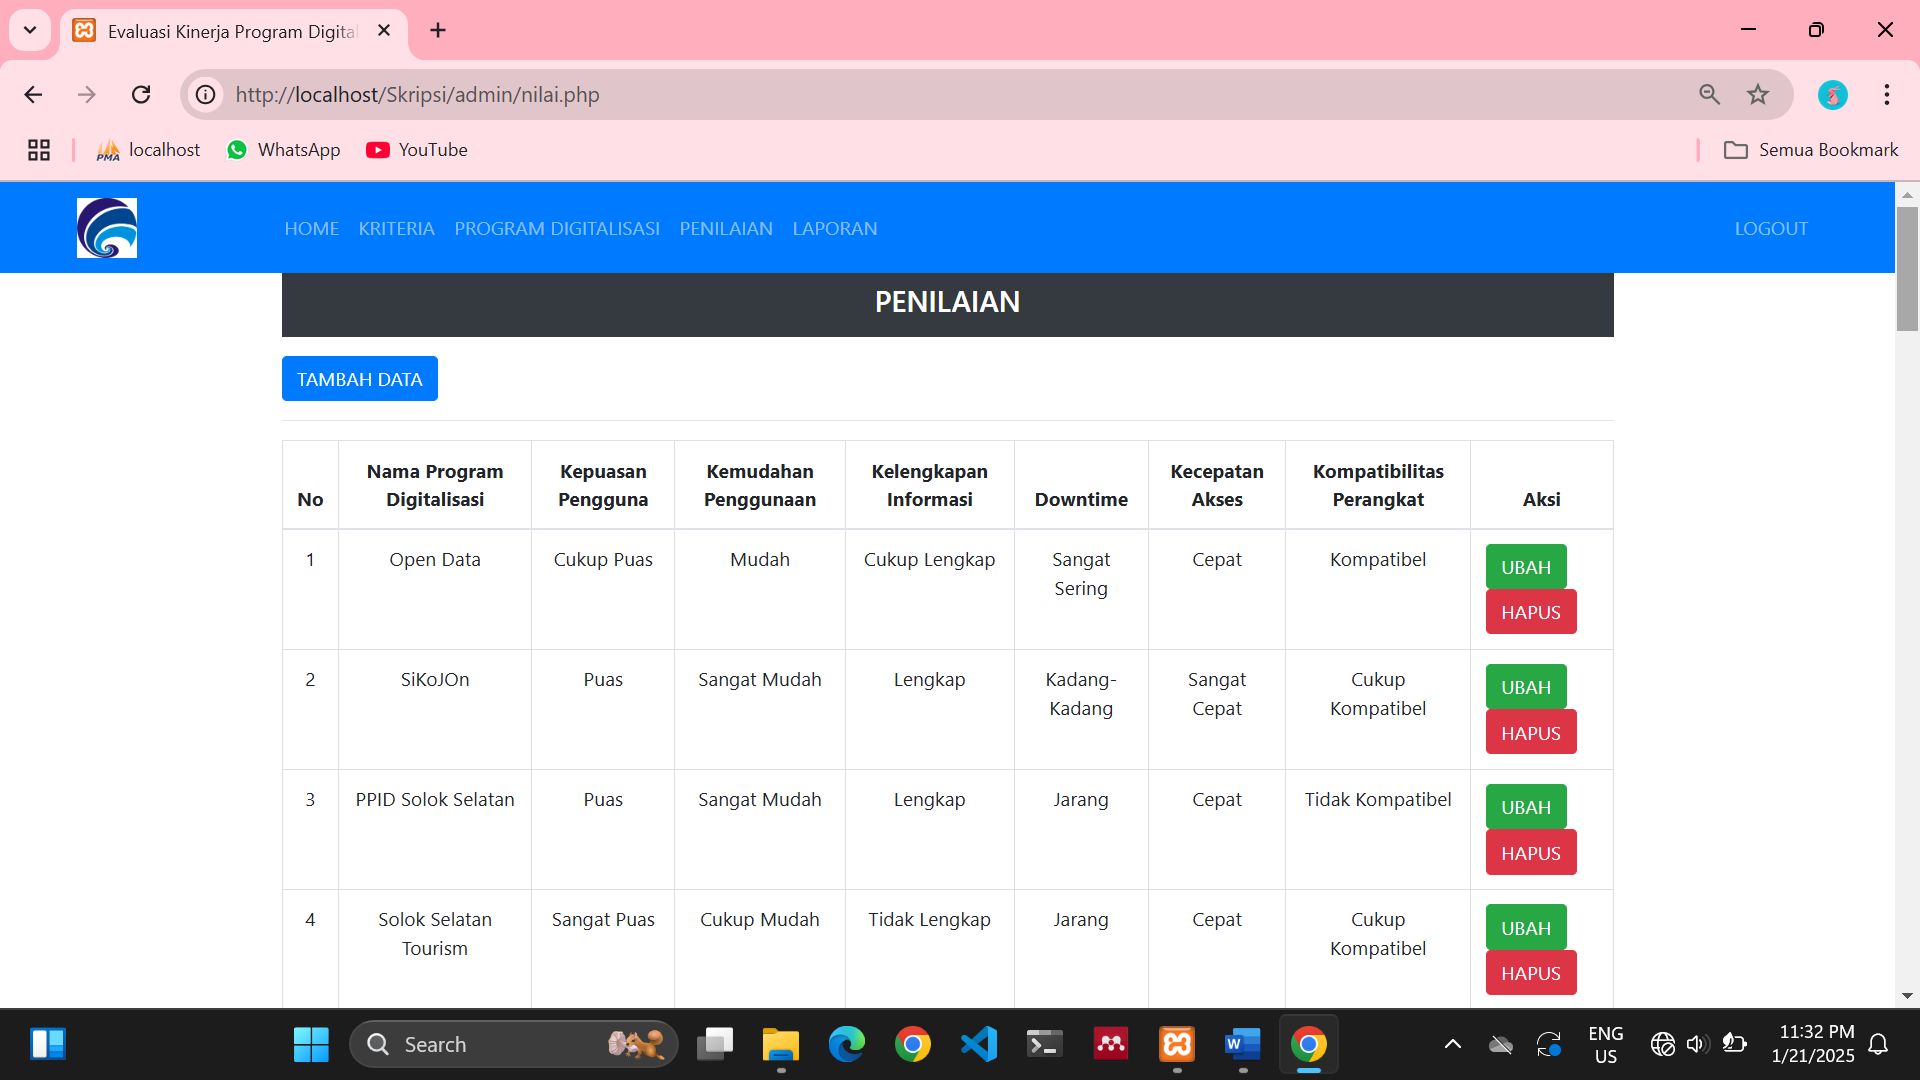 Evaluasi Kinerja Program Digital
http://localhost/Skripsi/admin/nilai.php
PMA localhost WhatsApp YouTube Semua Bookmark
HOME KRITERIA PROGRAM DIGITALISASI PENILAIAN LAPORAN LOGOUT
PENILAIAN
TAMBAH DATA
No Nama Program Digitalisasi Kepuasan Pengguna Kemudahan Penggunaan Kelengkapan Informasi Downtime Kecepatan Akses Kompatibilitas Perangkat Aksi
1 Open Data Cukup Puas Mudah Cukup Lengkap Sangat Sering Cepat Kompatibel UBAH HAPUS
2 SiKoJOn Puas Sangat Mudah Lengkap Kadang-Kadang Sangat Cepat Cukup Kompatibel UBAH HAPUS
3 PPID Solok Selatan Puas Sangat Mudah Lengkap Jarang Cepat Tidak Kompatibel UBAH HAPUS
4 Solok Selatan Tourism Sangat Puas Cukup Mudah Tidak Lengkap Jarang Cepat Cukup Kompatibel UBAH HAPUS
Search
ENG
US
11:32 PM
1/21/2025